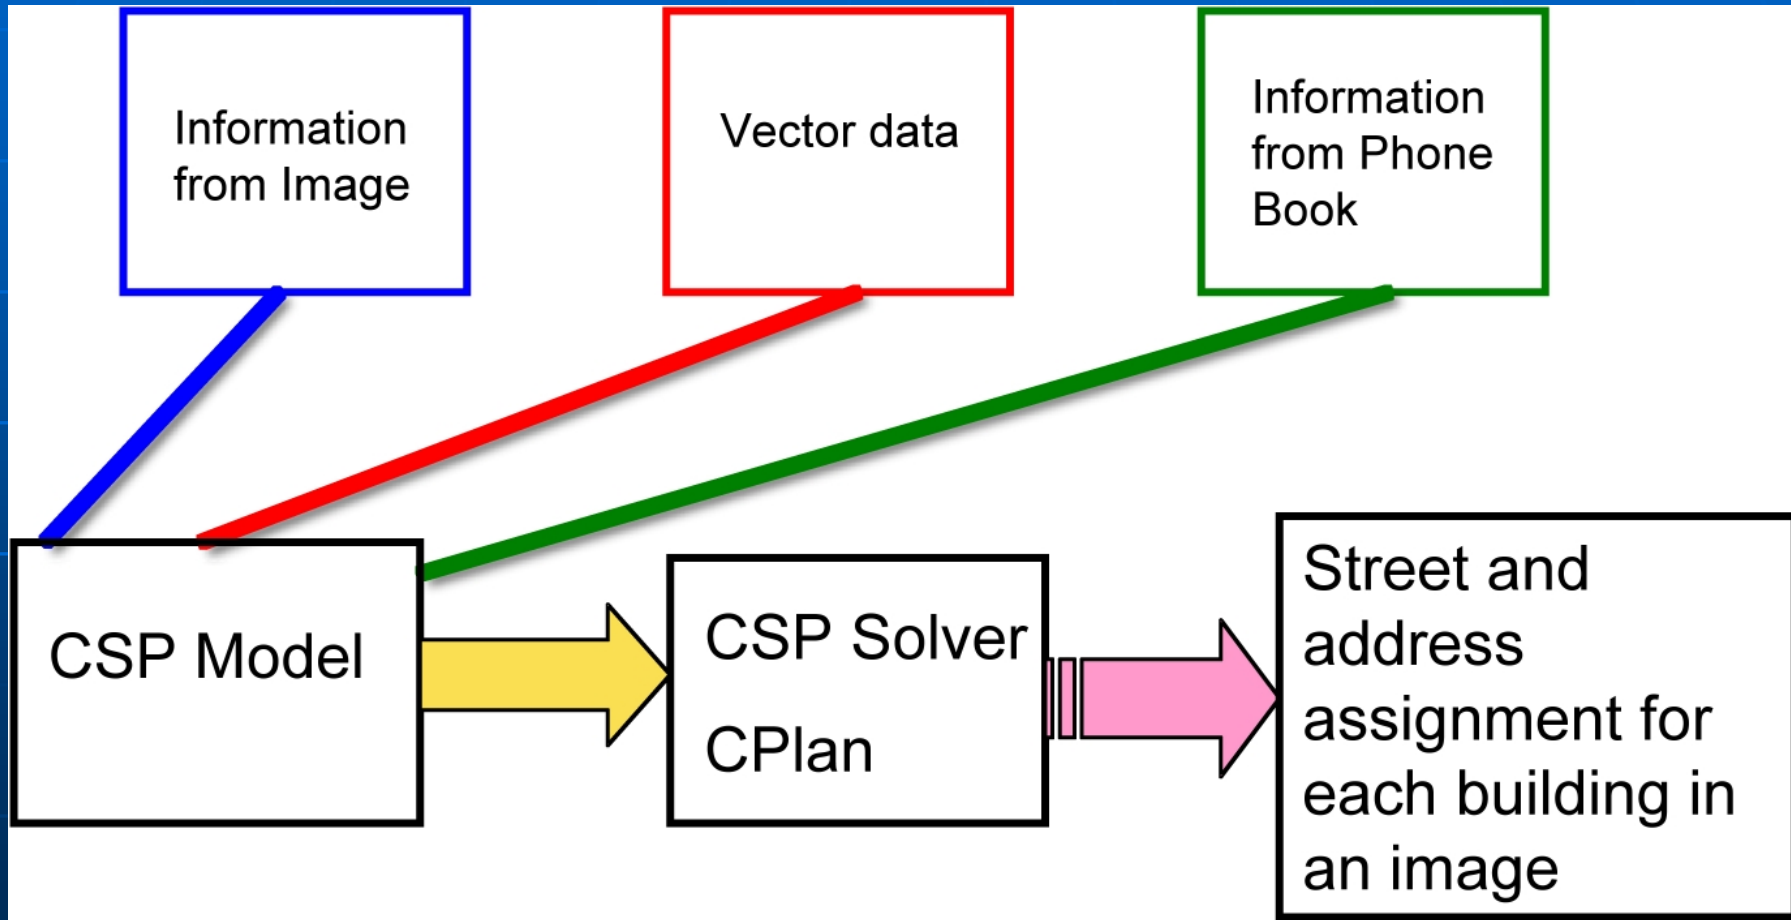 Information
from Image
Vector data
Information
from Phone
Book
CSP Model
CSP Solver
CPlan
Street and
address
assignment for
each building in
an image